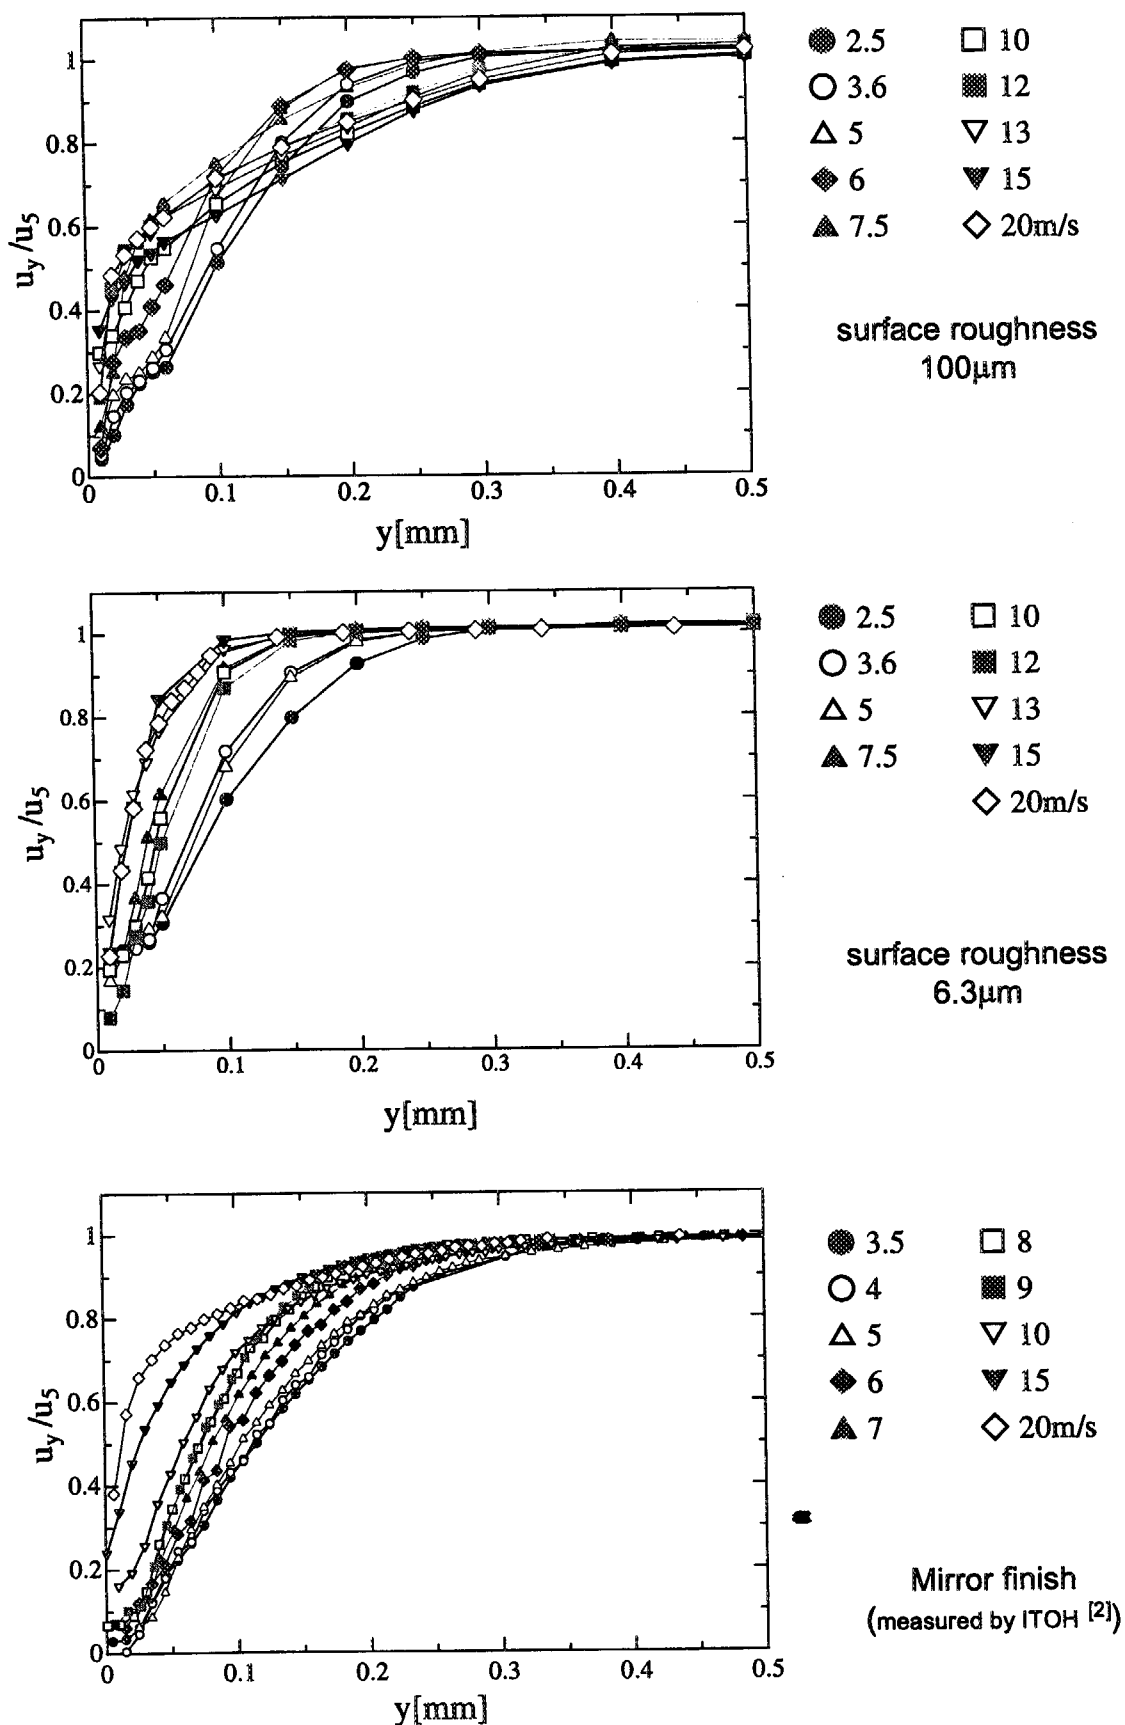 1
0.8
0.6
0.4
0.2
0
u_y/u_5
0 0.1 0.2 0.3 0.4 0.5
y[mm]
2.5 10
3.6 12
5 13
6 15
7.5 20m/s
surface roughness
100μm
1
0.8
0.6
0.4
0.2
0
u_y/u_5
0 0.1 0.2 0.3 0.4 0.5
y[mm]
2.5 10
3.6 12
5 13
7.5 15
20m/s
surface roughness
6.3μm
1
0.8
0.6
0.4
0.2
0
u_y/u_5
0 0.1 0.2 0.3 0.4 0.5
y[mm]
3.5 8
4 9
5 10
6 15
7 20m/s
Mirror finish
(measured by ITOH [2])